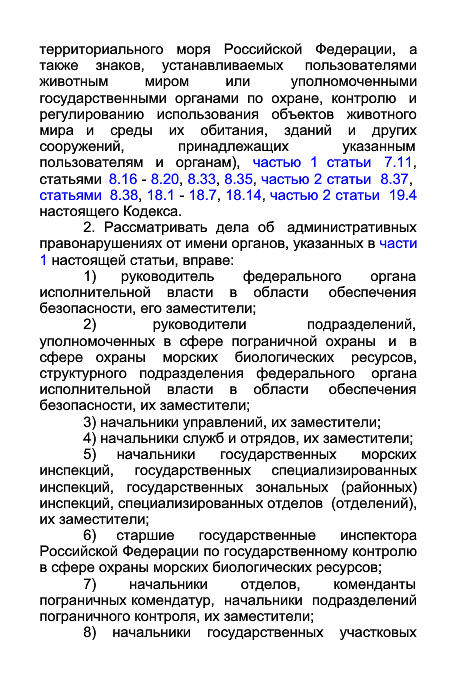 территориального моря Российской Федерации, а
также знаков, устанавливаемых пользователями
животным миром или уполномоченными
государственными органами по охране, контролю и
регулированию использования объектов животного
мира и среды их обитания, зданий и других
сооружений, принадлежащих указанным
пользователям и органам), частью 1 статьи 7.11,
статьями 8.16 - 8.20, 8.33, 8.35, частью 2 статьи 8.37,
статьями 8.38, 18.1 - 18.7, 18.14, частью 2 статьи 19.4
настоящего Кодекса.
2. Рассматривать дела об административных
правонарушениях от имени органов, указанных в части
1 настоящей статьи, вправе:
1) руководитель федерального органа
исполнительной власти в области обеспечения
безопасности, его заместители;
2) руководители подразделений,
уполномоченных в сфере пограничной охраны и в
сфере охраны морских биологических ресурсов,
структурного подразделения федерального органа
исполнительной власти в области обеспечения
безопасности, их заместители;
3) начальники управлений, их заместители;
4) начальники служб и отрядов, их заместители;
5) начальники государственных морских
инспекций, государственных специализированных
инспекций, государственных зональных (районных)
инспекций, специализированных отделов (отделений),
их заместители;
6) старшие государственные инспектора
Российской Федерации по государственному контролю
в сфере охраны морских биологических ресурсов;
7) начальники отделов, коменданты
пограничных комендатур, начальники подразделений
пограничного контроля, их заместители;
8) начальники государственных участковых